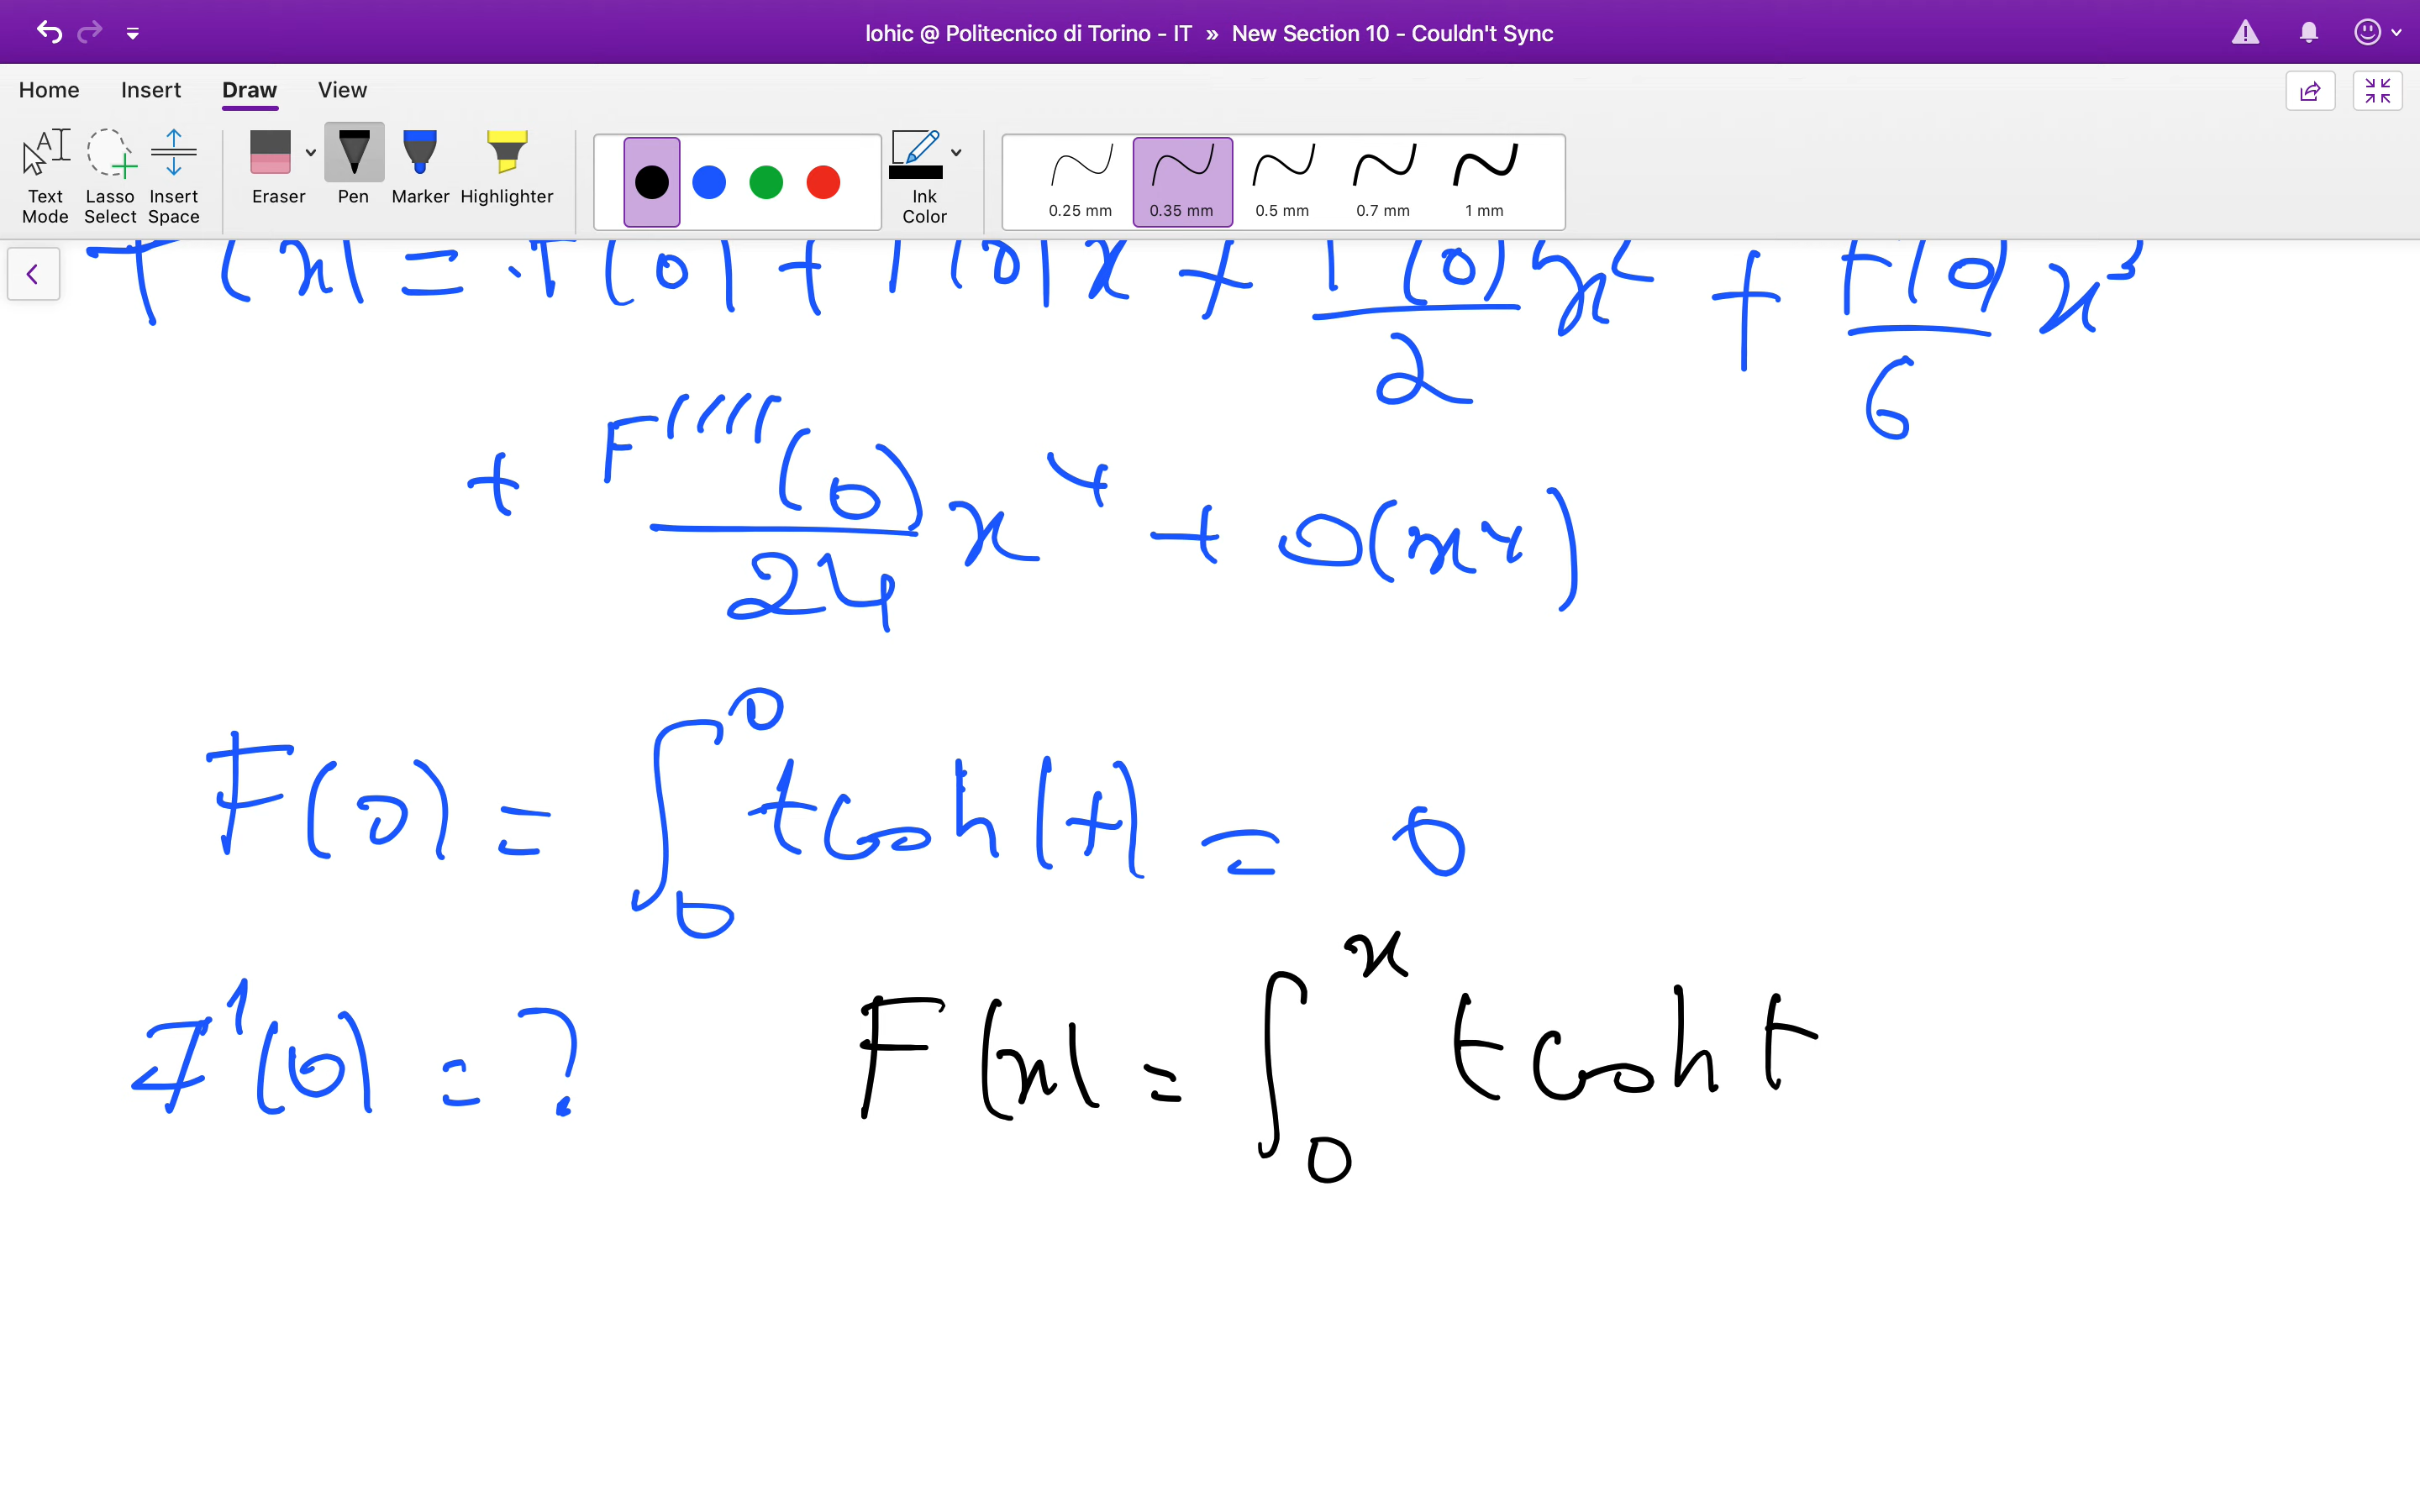 lohic @ Politecnico di Torino - IT » New Section 10 - Couldn't Sync
Home Insert Draw View
Text Mode Lasso Select Insert Space Eraser Pen Marker Highlighter Ink Color 0.25 mm 0.35 mm 0.5 mm 0.7 mm 1 mm
F(x) = F(0) + F'(0)x + F(0)/2 x² + F(0)/6 x³
+ F''''(0)/24 x⁴ + o(x⁴)
F(0) = ∫₀⁰ t cosh(t) = 0
F'(0) = ? F(x) = ∫₀ˣ t cosh t